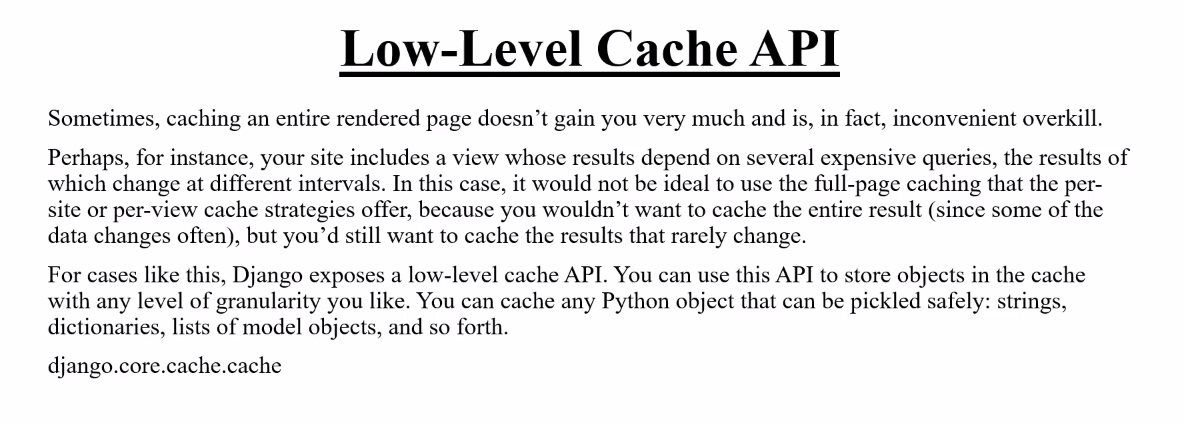 Low-Level Cache API
Sometimes, caching an entire rendered page doesn’t gain you very much and is, in fact, inconvenient overkill.
Perhaps, for instance, your site includes a view whose results depend on several expensive queries, the results of
which change at different intervals. In this case, it would not be ideal to use the full-page caching that the per-
site or per-view cache strategies offer, because you wouldn’t want to cache the entire result (since some of the
data changes often), but you’d still want to cache the results that rarely change.
For cases like this, Django exposes a low-level cache API. You can use this API to store objects in the cache
with any level of granularity you like. You can cache any Python object that can be pickled safely: strings,
dictionaries, lists of model objects, and so forth.
django.core.cache.cache